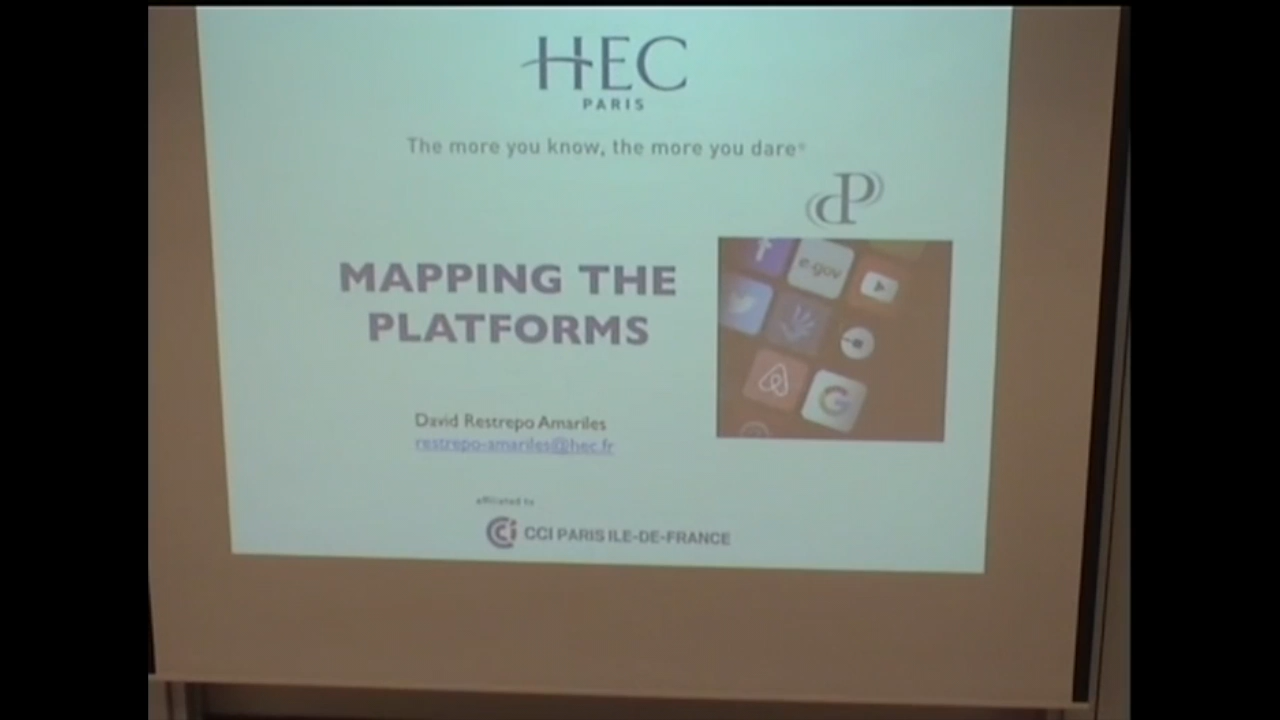 HEC
PARIS
The more you know, the more you dare®
dP
MAPPING THE
PLATFORMS
e-gov
David Restrepo Amariles
restrepo-amariles@hec.fr
affiliated to
CCI PARIS ILE-DE-FRANCE